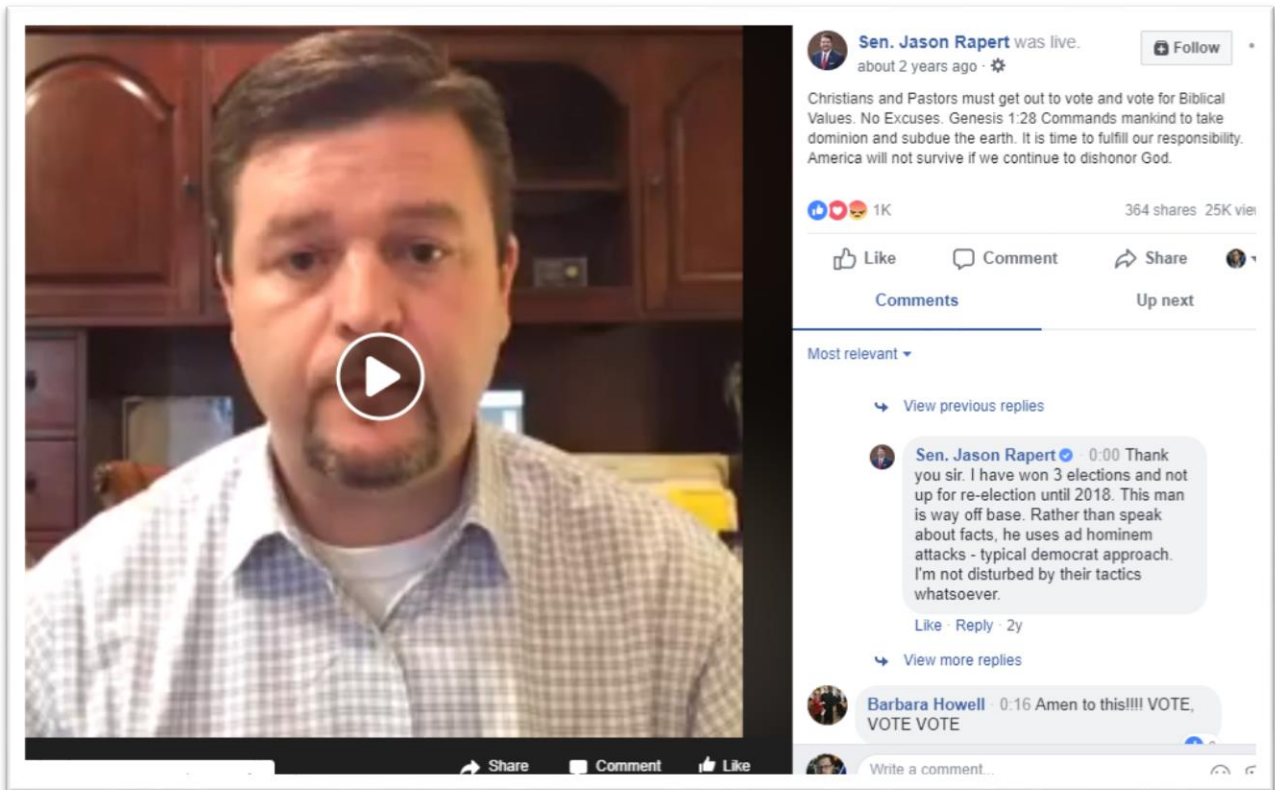 Sen. Jason Rapert was live.
Follow
about 2 years ago ·
Christians and Pastors must get out to vote and vote for Biblical
Values. No Excuses. Genesis 1:28 Commands mankind to take
dominion and subdue the earth. It is time to fulfill our responsibility.
America will not survive if we continue to dishonor God.
1K
364 shares 25K
Like Comment Share
Comments Up next
Most relevant
View previous replies
Sen. Jason Rapert · 0:00 Thank
you sir. I have won 3 elections and not
up for re-election until 2018. This man
is way off base. Rather than speak
about facts, he uses ad hominem
attacks - typical democrat approach.
I'm not disturbed by their tactics
whatsoever.
Like · Reply · 2y
View more replies
Barbara Howell · 0:16 Amen to this!!!! VOTE,
VOTE VOTE
Write a comment...
Share Comment Like